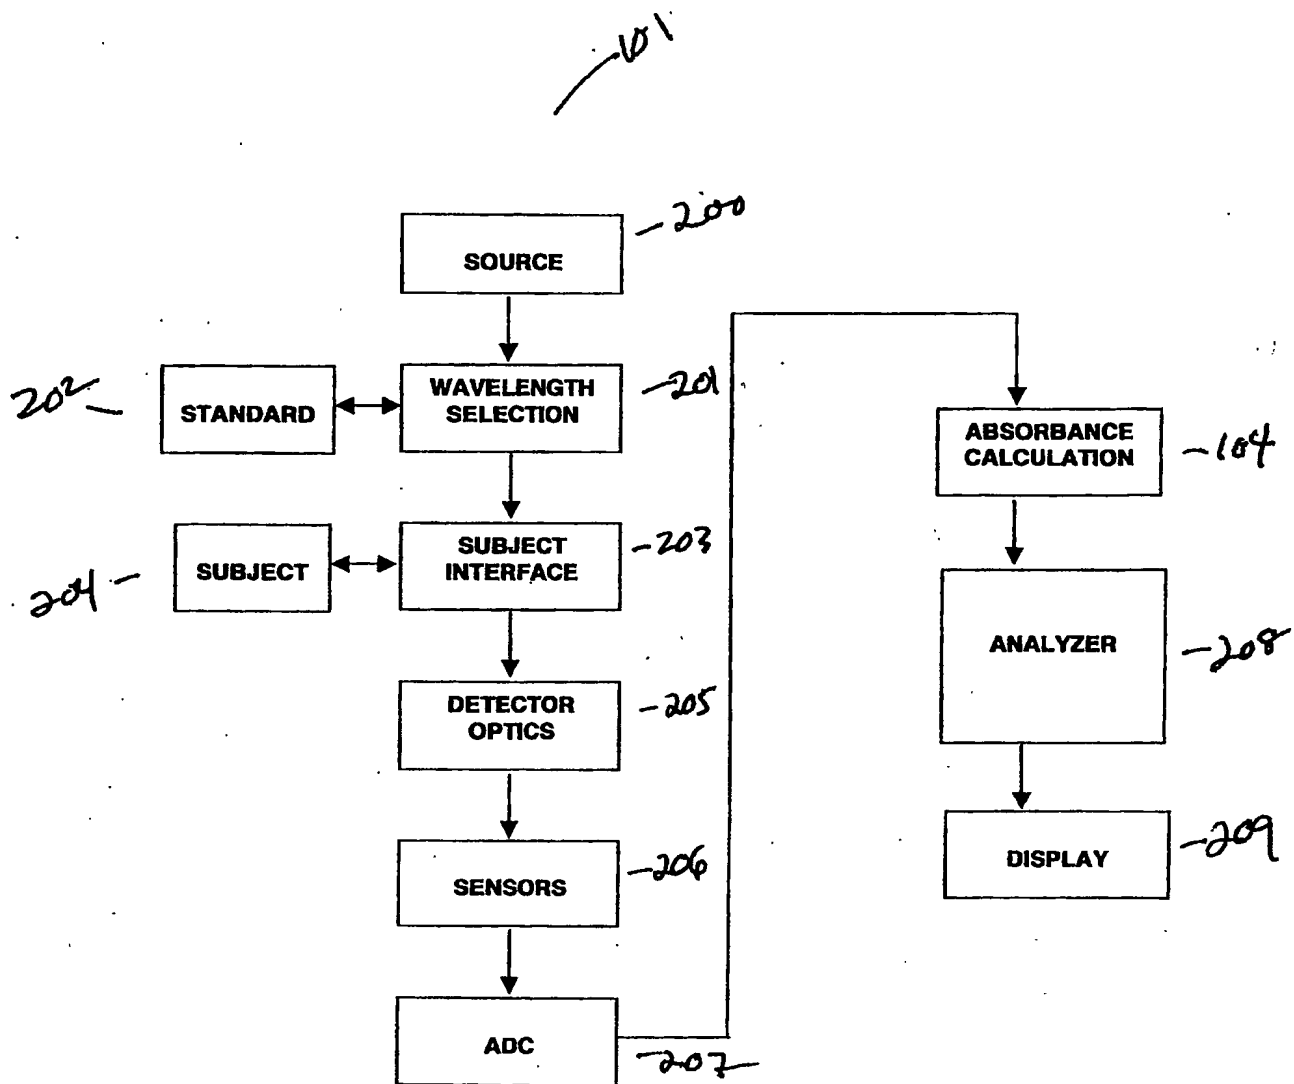 101
SOURCE
200
WAVELENGTH
SELECTION
201
STANDARD
202
SUBJECT
INTERFACE
203
SUBJECT
204
DETECTOR
OPTICS
205
SENSORS
206
ADC
207
ABSORBANCE
CALCULATION
104
ANALYZER
208
DISPLAY
209